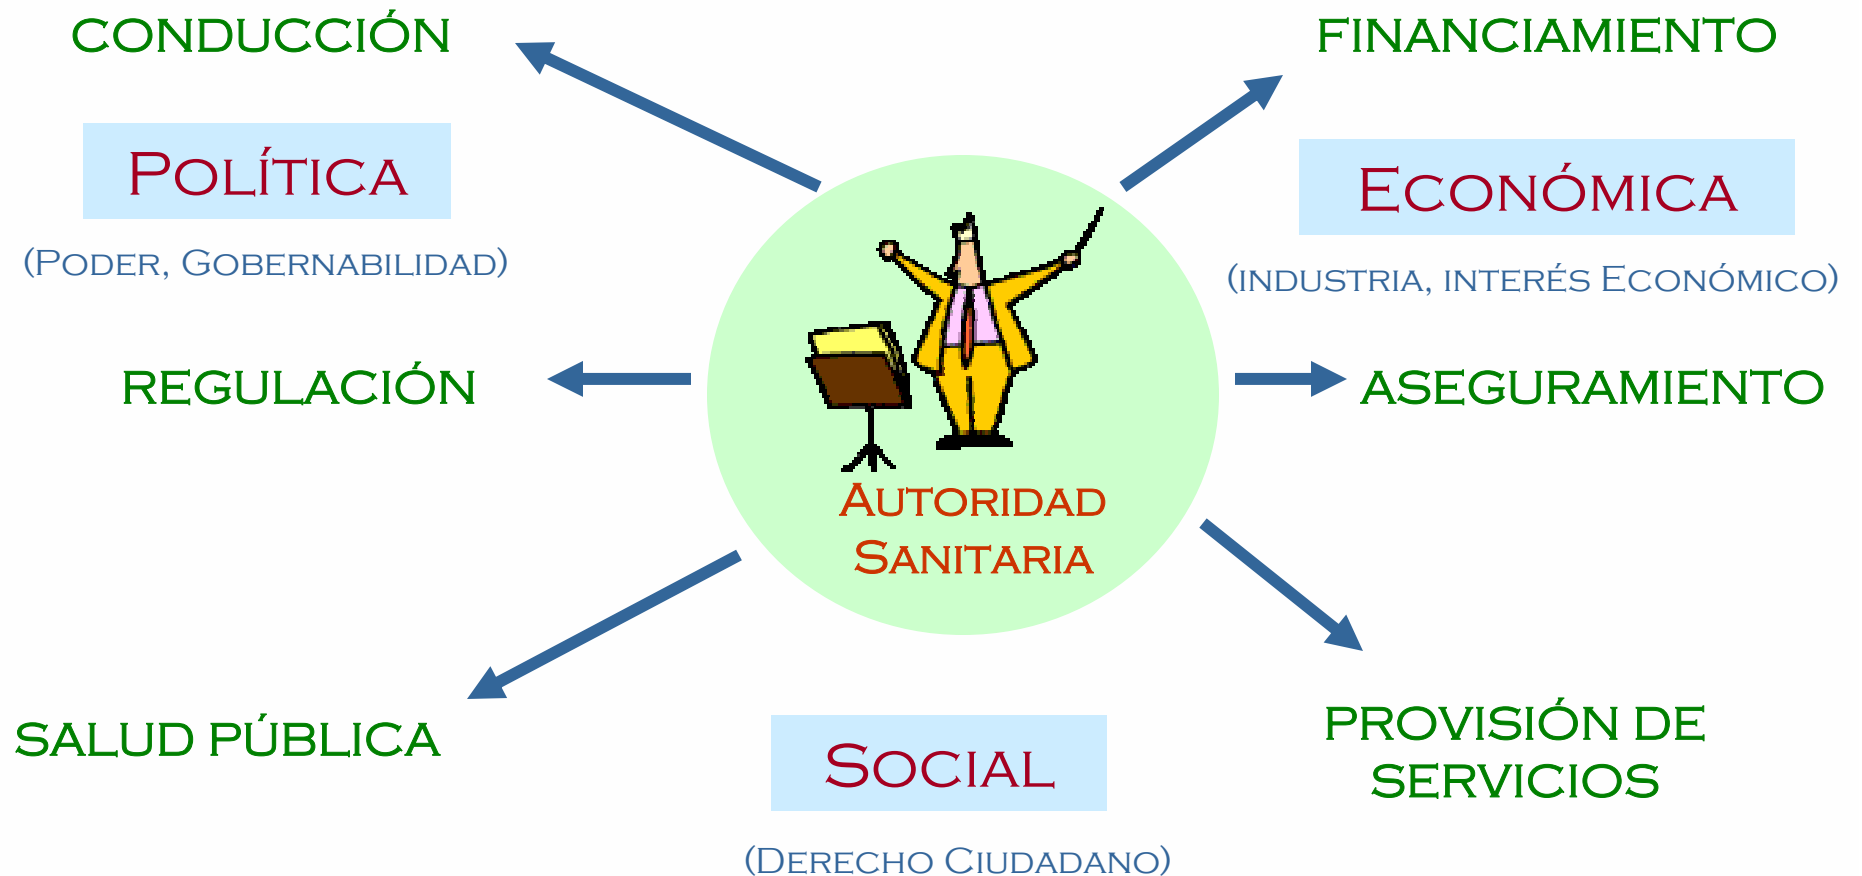 CONDUCCIÓN
FINANCIAMIENTO
POLÍTICA
ECONÓMICA
(PODER, GOBERNABILIDAD)
(INDUSTRIA, INTERÉS ECONÓMICO)
REGULACIÓN
ASEGURAMIENTO
AUTORIDAD
SANITARIA
SALUD PÚBLICA
PROVISIÓN DE
SERVICIOS
SOCIAL
(DERECHO CIUDADANO)